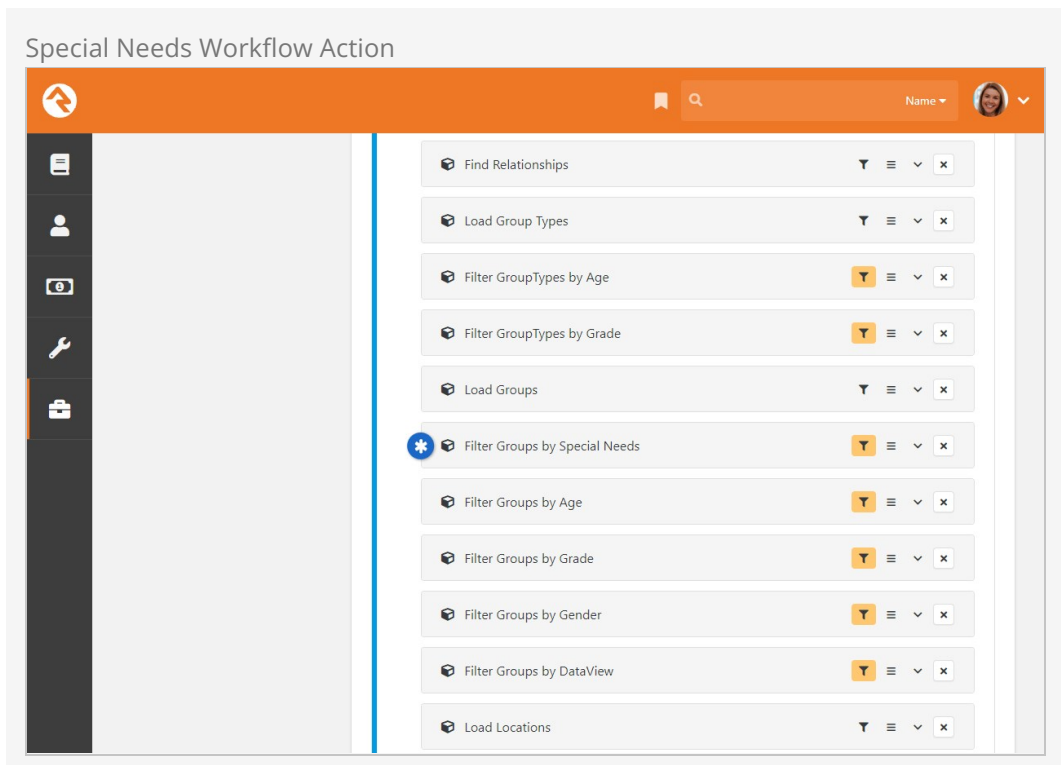 Special Needs Workflow Action
Name
Find Relationships
Load Group Types
Filter GroupTypes by Age
Filter GroupTypes by Grade
Load Groups
Filter Groups by Special Needs
Filter Groups by Age
Filter Groups by Grade
Filter Groups by Gender
Filter Groups by DataView
Load Locations